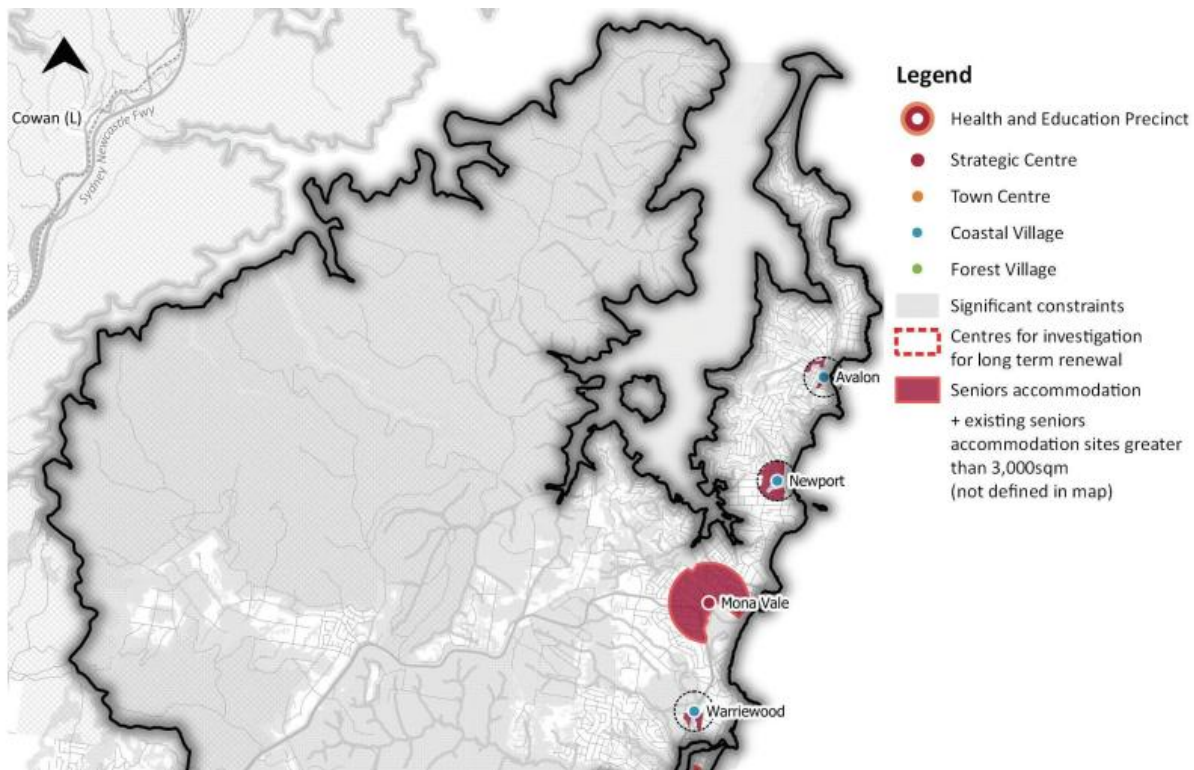 Cowan (L)
Sydney Newcastle Fwy
Avalon
Newport
Mona Vale
Warriewood
Legend
Health and Education Precinct
Strategic Centre
Town Centre
Coastal Village
Forest Village
Significant constraints
Centres for investigation
for long term renewal
Seniors accommodation
+ existing seniors
accommodation sites greater
than 3,000sqm
(not defined in map)